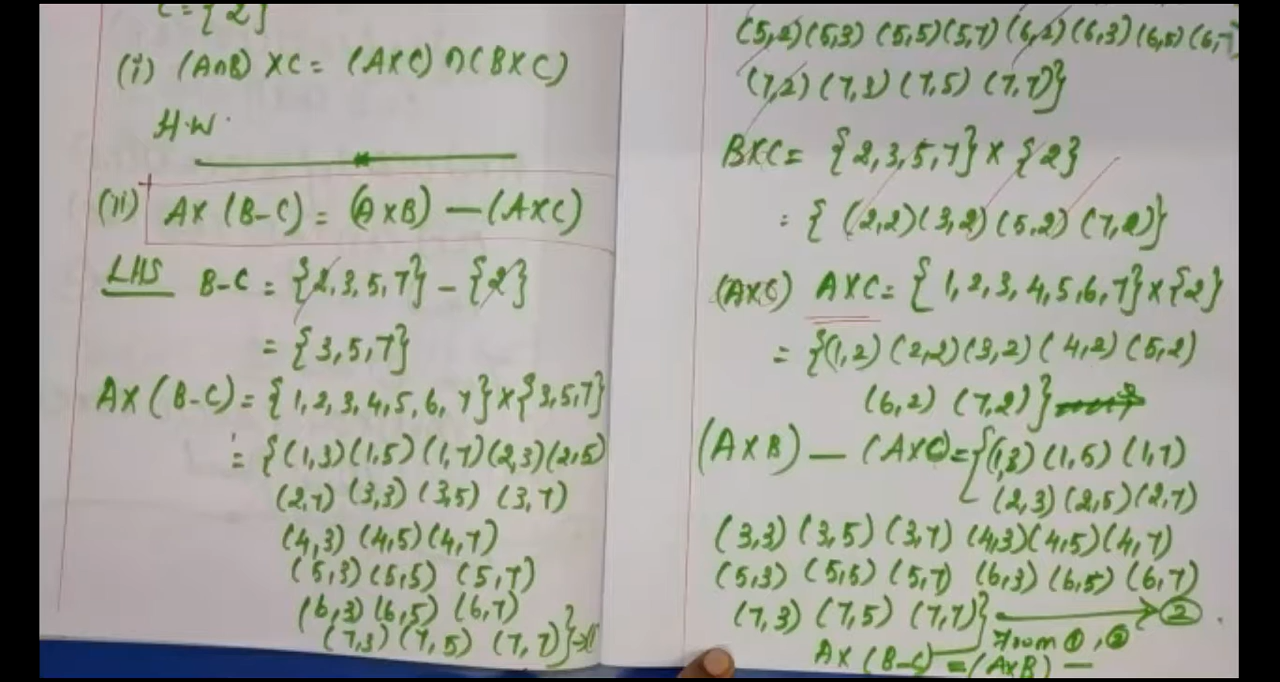 C={2}
(i) (A∩B) ×C = (A×C) ∩(B×C)
H.W.
(ii) A× (B-C) = (A×B) — (A×C)
LHS B-C = {2,3,5,7} - {2}
= {3,5,7}
A× (B-C) = {1,2,3,4,5,6,7}×{3,5,7}
= {(1,3)(1,5)(1,7)(2,3)(2,5)
(2,7) (3,3) (3,5) (3,7)
(4,3) (4,5)(4,7)
(5,3)(5,5) (5,7)
(6,3)(6,5) (6,7)
(7,3) (7,5) (7,7)}→①
(5,2)(5,3) (5,5)(5,7) (6,2)(6,3)(6,5)(6,7
(7,2)(7,3)(7,5) (7,7)}
B×C= {2,3,5,7}×{2}
= { (2,2)(3,2)(5,2) (7,2)}
(A×C) A×C= {1,2,3,4,5,6,7}×{2}
= {(1,2)(2,2)(3,2)(4,2)(5,2)
(6,2) (7,2)}
(A×B) — (A×C)={(1,3)(1,5)(1,7)
(2,3)(2,5)(2,7)
(3,3)(3,5)(3,7)(4,3)(4,5)(4,7)
(5,3) (5,5) (5,7) (6,3)(6,5) (6,7)
(7,3) (7,5) (7,7)} → ②
From ①,②
A× (B-C) = (A×B) —